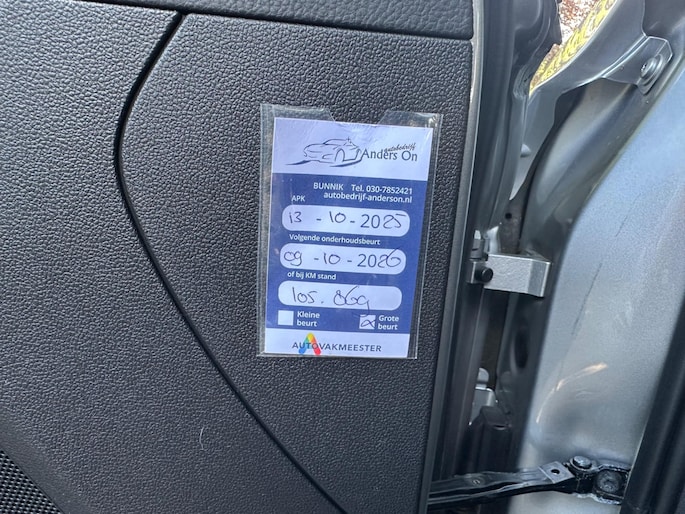 autobedrijf
Anders On
BUNNIK Tel. 030-7852421
autobedrijf-anderson.nl
APK
13 - 10 - 2025
Volgende onderhoudsbeurt
09 - 10 - 2026
of bij KM stand
105.869
Kleine beurt
Grote beurt
AUTOVAKMEESTER